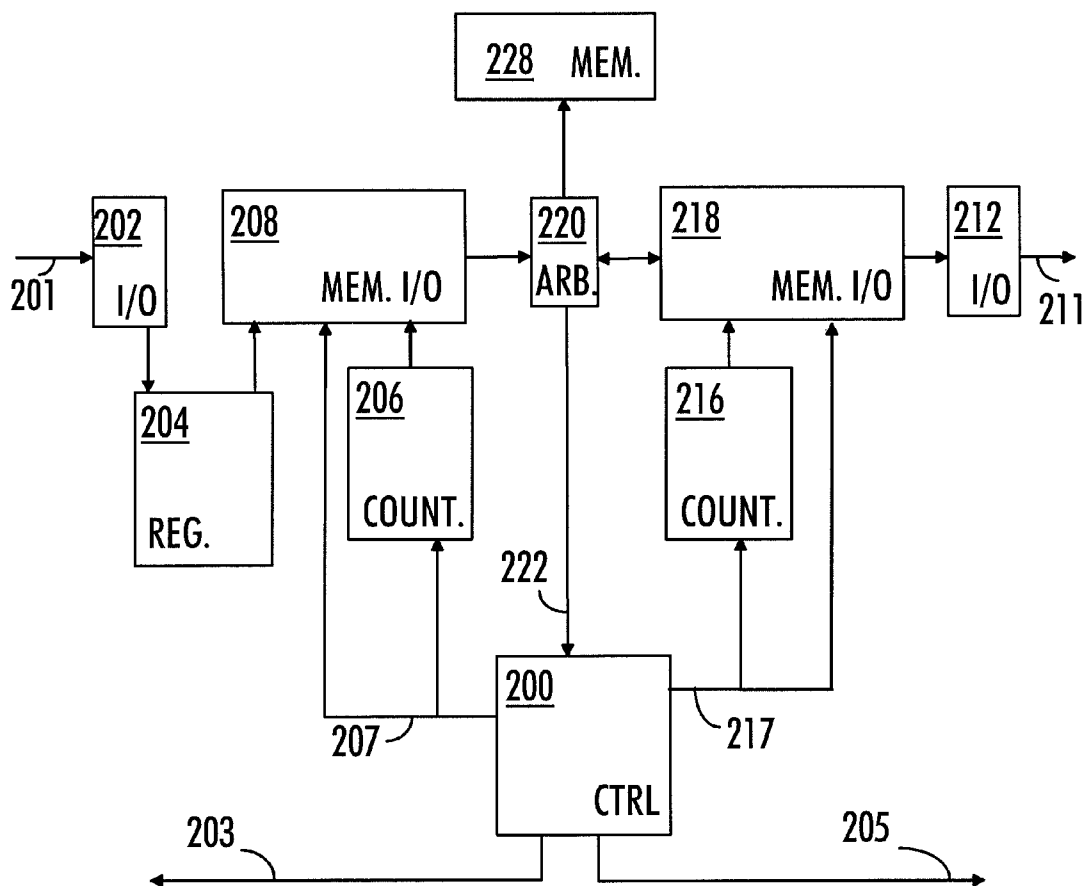 228 MEM.
202
I/O
208
MEM. I/O
220
ARB.
218
MEM. I/O
212
I/O
201
211
204
REG.
206
COUNT.
216
COUNT.
222
200
CTRL
207
217
203
205